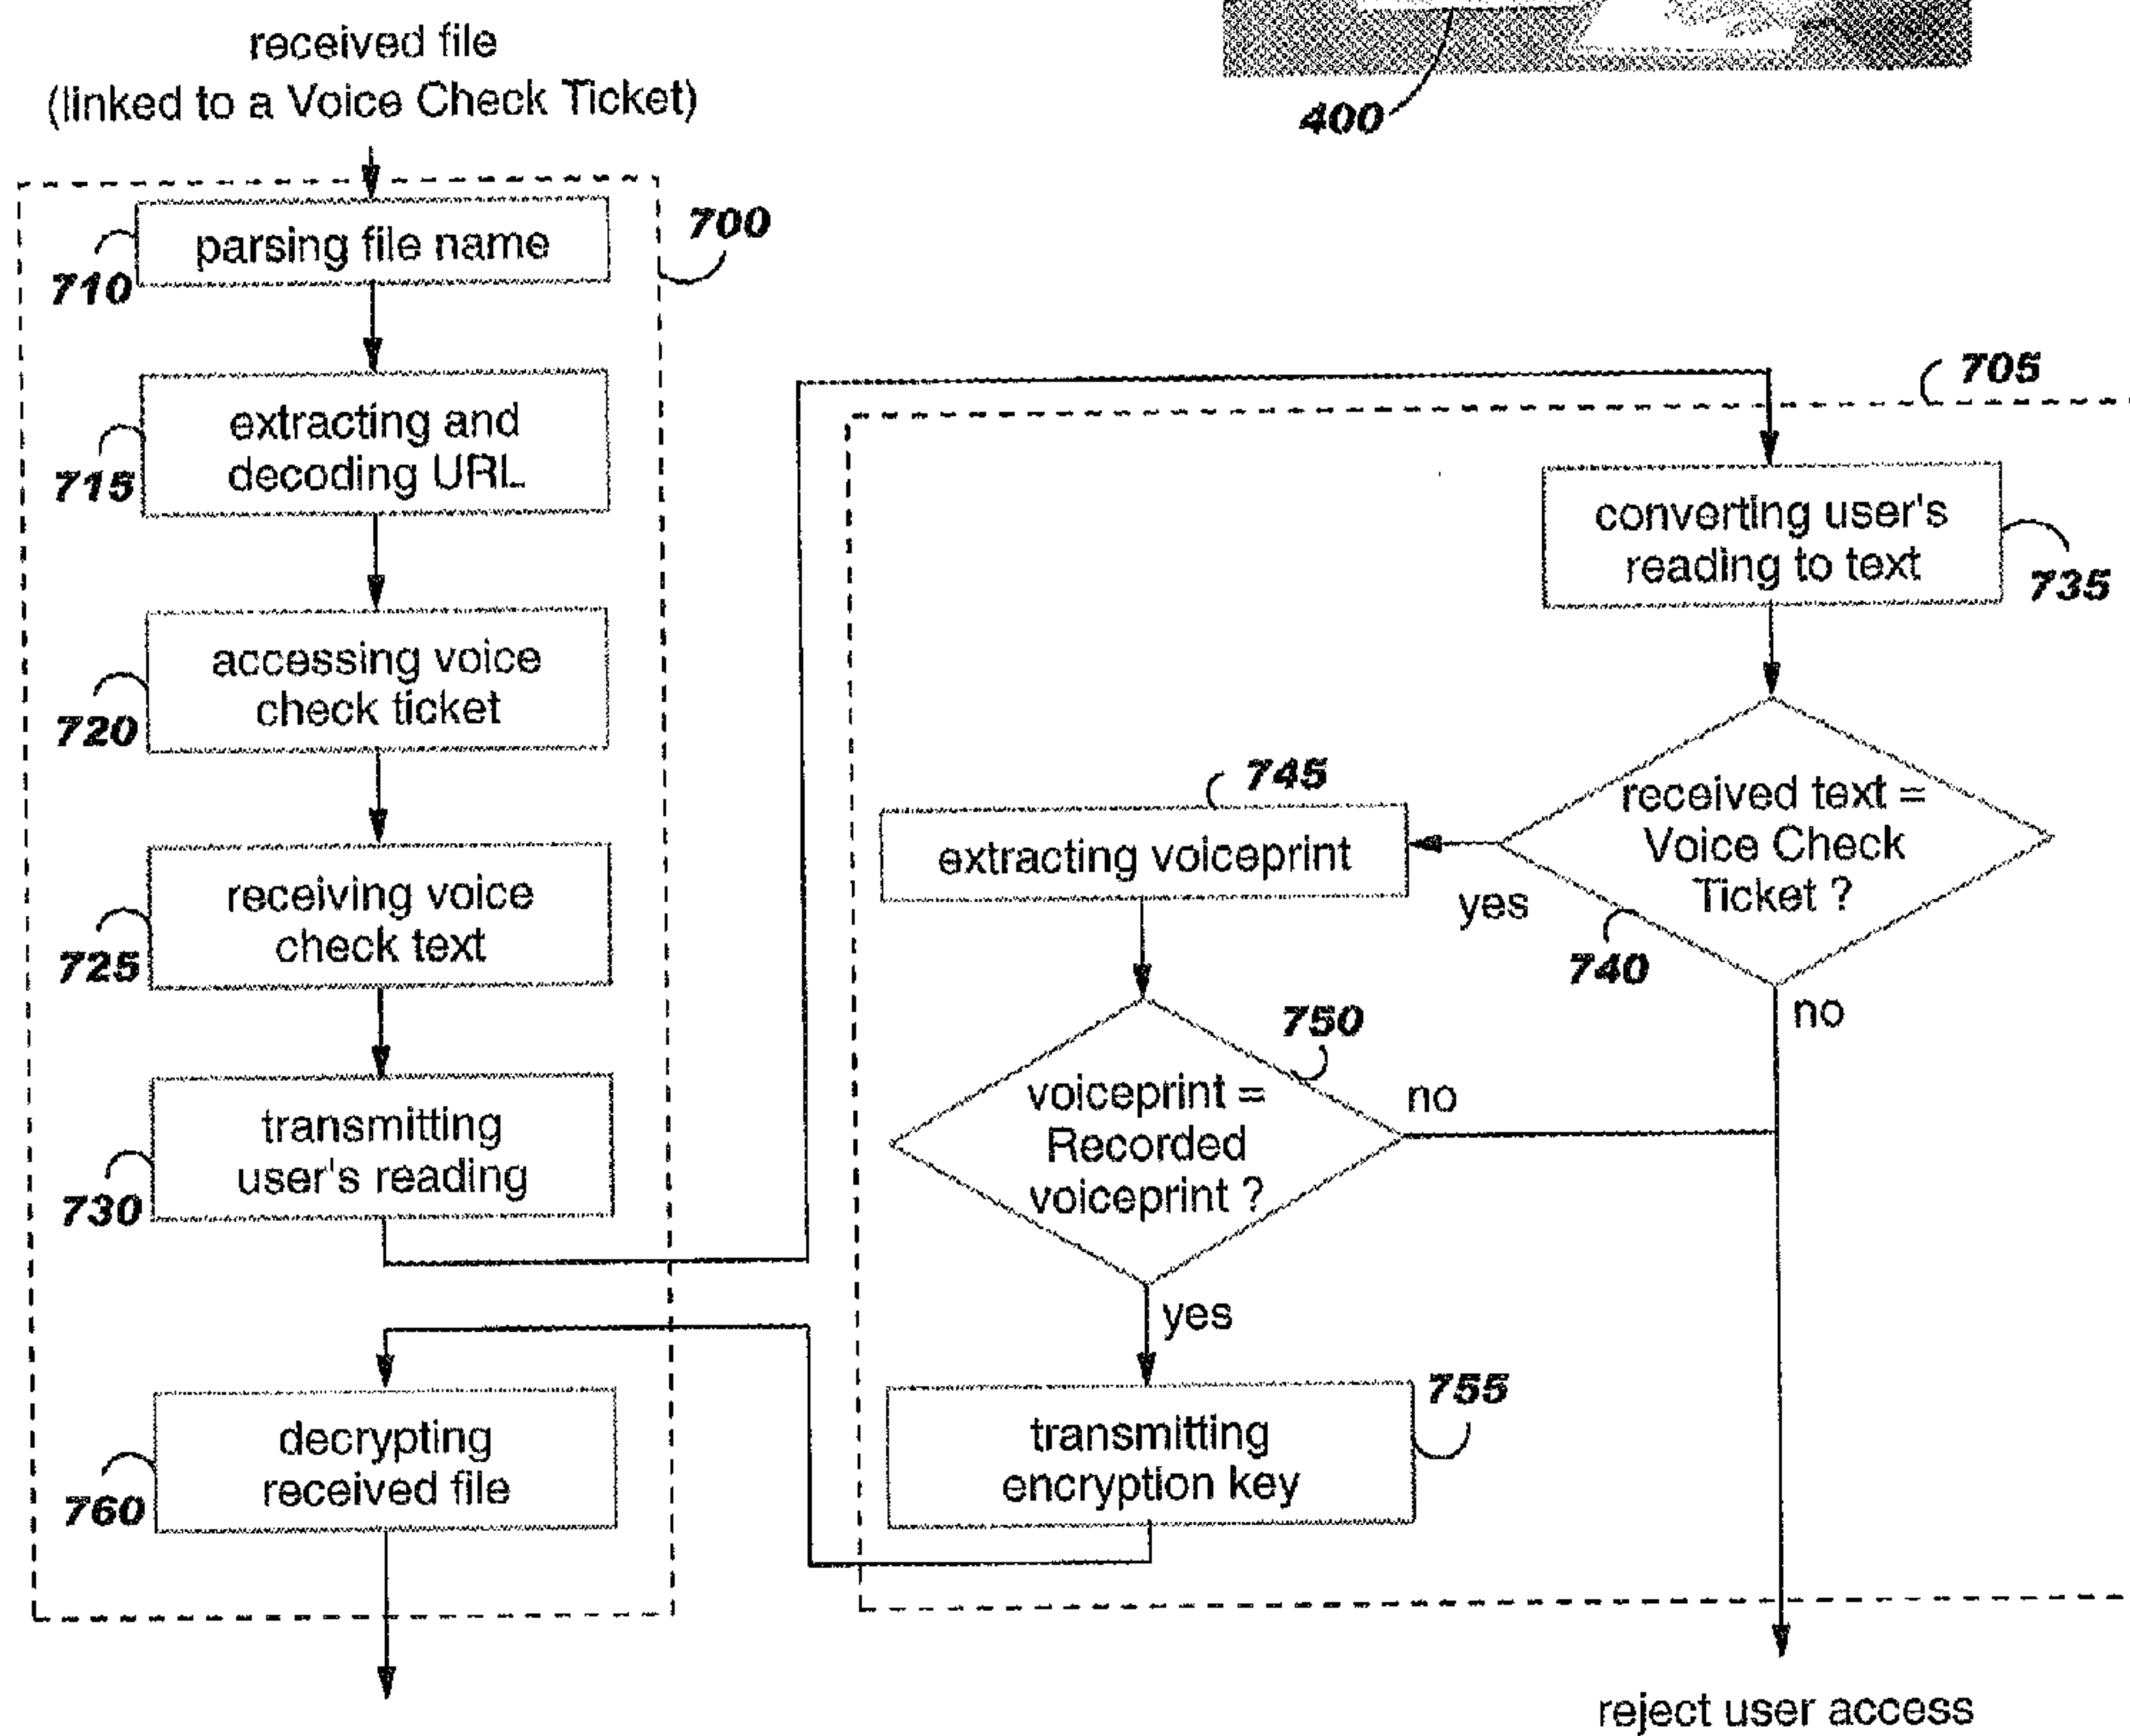 received file
(linked to a Voice Check Ticket)
400
700
parsing file name
710
extracting and
decoding URL
715
accessing voice
check ticket
720
receiving voice
check text
725
transmitting
user's reading
730
decrypting
received file
760
705
converting user's
reading to text
735
received text =
Voice Check
Ticket ?
740
yes
no
745
extracting voiceprint
750
voiceprint =
Recorded
voiceprint ?
no
yes
755
transmitting
encryption key
reject user access